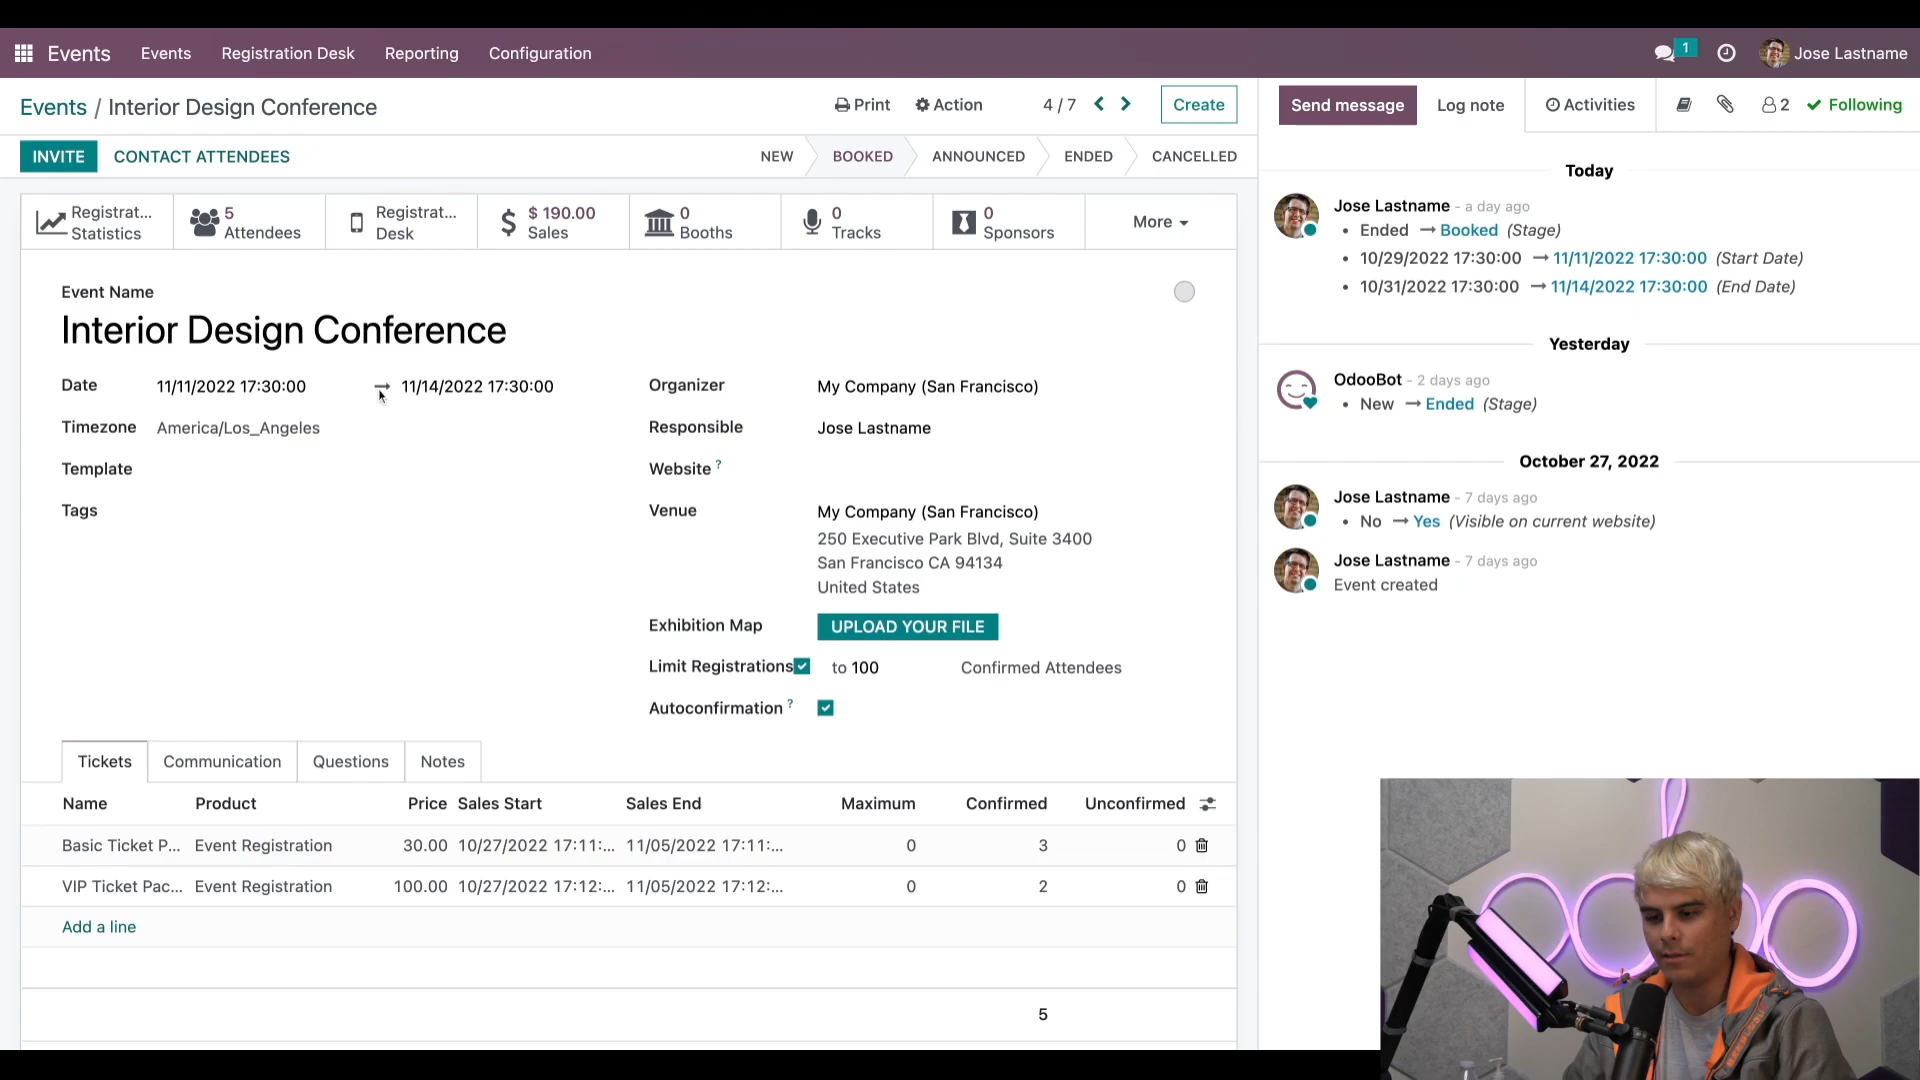 Events Events Registration Desk Reporting Configuration 1 Jose Lastname
Events / Interior Design Conference Print Action 4 / 7 Create Send message Log note Activities 2 Following
INVITE CONTACT ATTENDEES NEW BOOKED ANNOUNCED ENDED CANCELLED
Registrat... Statistics
5 Attendees
Registrat... Desk
$ 190.00 Sales
0 Booths
0 Tracks
0 Sponsors
More
Event Name
Interior Design Conference
Date 11/11/2022 17:30:00 → 11/14/2022 17:30:00
Timezone America/Los_Angeles
Template
Tags
Organizer My Company (San Francisco)
Responsible Jose Lastname
Website ?
Venue My Company (San Francisco)
250 Executive Park Blvd, Suite 3400
San Francisco CA 94134
United States
Exhibition Map UPLOAD YOUR FILE
Limit Registrations to 100 Confirmed Attendees
Autoconfirmation ?
Tickets Communication Questions Notes
Name Product Price Sales Start Sales End Maximum Confirmed Unconfirmed
Basic Ticket P... Event Registration 30.00 10/27/2022 17:11:... 11/05/2022 17:11:... 0 3 0
VIP Ticket Pac... Event Registration 100.00 10/27/2022 17:12:... 11/05/2022 17:12:... 0 2 0
Add a line
5
Today
Jose Lastname - a day ago
• Ended → Booked (Stage)
• 10/29/2022 17:30:00 → 11/11/2022 17:30:00 (Start Date)
• 10/31/2022 17:30:00 → 11/14/2022 17:30:00 (End Date)
Yesterday
OdooBot - 2 days ago
• New → Ended (Stage)
October 27, 2022
Jose Lastname - 7 days ago
• No → Yes (Visible on current website)
Jose Lastname - 7 days ago
Event created